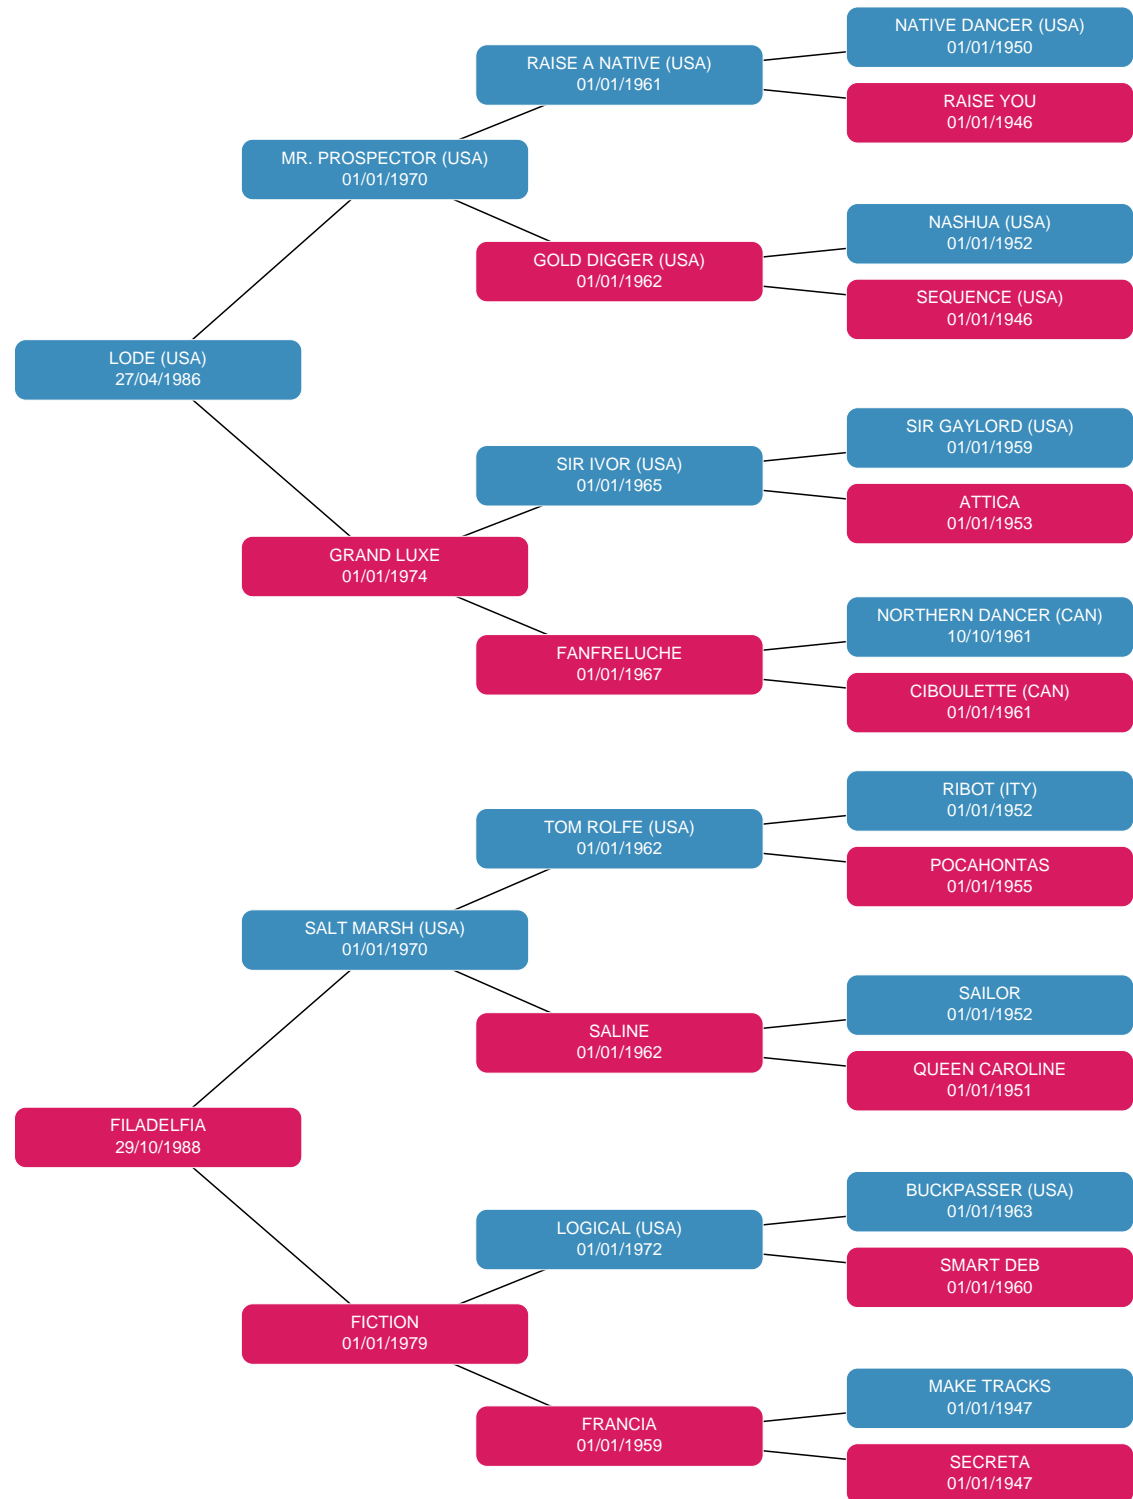 NATIVE DANCER (USA)
01/01/1950
RAISE A NATIVE (USA)
01/01/1961
RAISE YOU
01/01/1946
MR. PROSPECTOR (USA)
01/01/1970
NASHUA (USA)
01/01/1952
GOLD DIGGER (USA)
01/01/1962
SEQUENCE (USA)
01/01/1946
LODE (USA)
27/04/1986
SIR GAYLORD (USA)
01/01/1959
SIR IVOR (USA)
01/01/1965
ATTICA
01/01/1953
GRAND LUXE
01/01/1974
NORTHERN DANCER (CAN)
10/10/1961
FANFRELUCHE
01/01/1967
CIBOULETTE (CAN)
01/01/1961
RIBOT (ITY)
01/01/1952
TOM ROLFE (USA)
01/01/1962
POCAHONTAS
01/01/1955
SALT MARSH (USA)
01/01/1970
SAILOR
01/01/1952
SALINE
01/01/1962
QUEEN CAROLINE
01/01/1951
FILADELFIA
29/10/1988
BUCKPASSER (USA)
01/01/1963
LOGICAL (USA)
01/01/1972
SMART DEB
01/01/1960
FICTION
01/01/1979
MAKE TRACKS
01/01/1947
FRANCIA
01/01/1959
SECRETA
01/01/1947